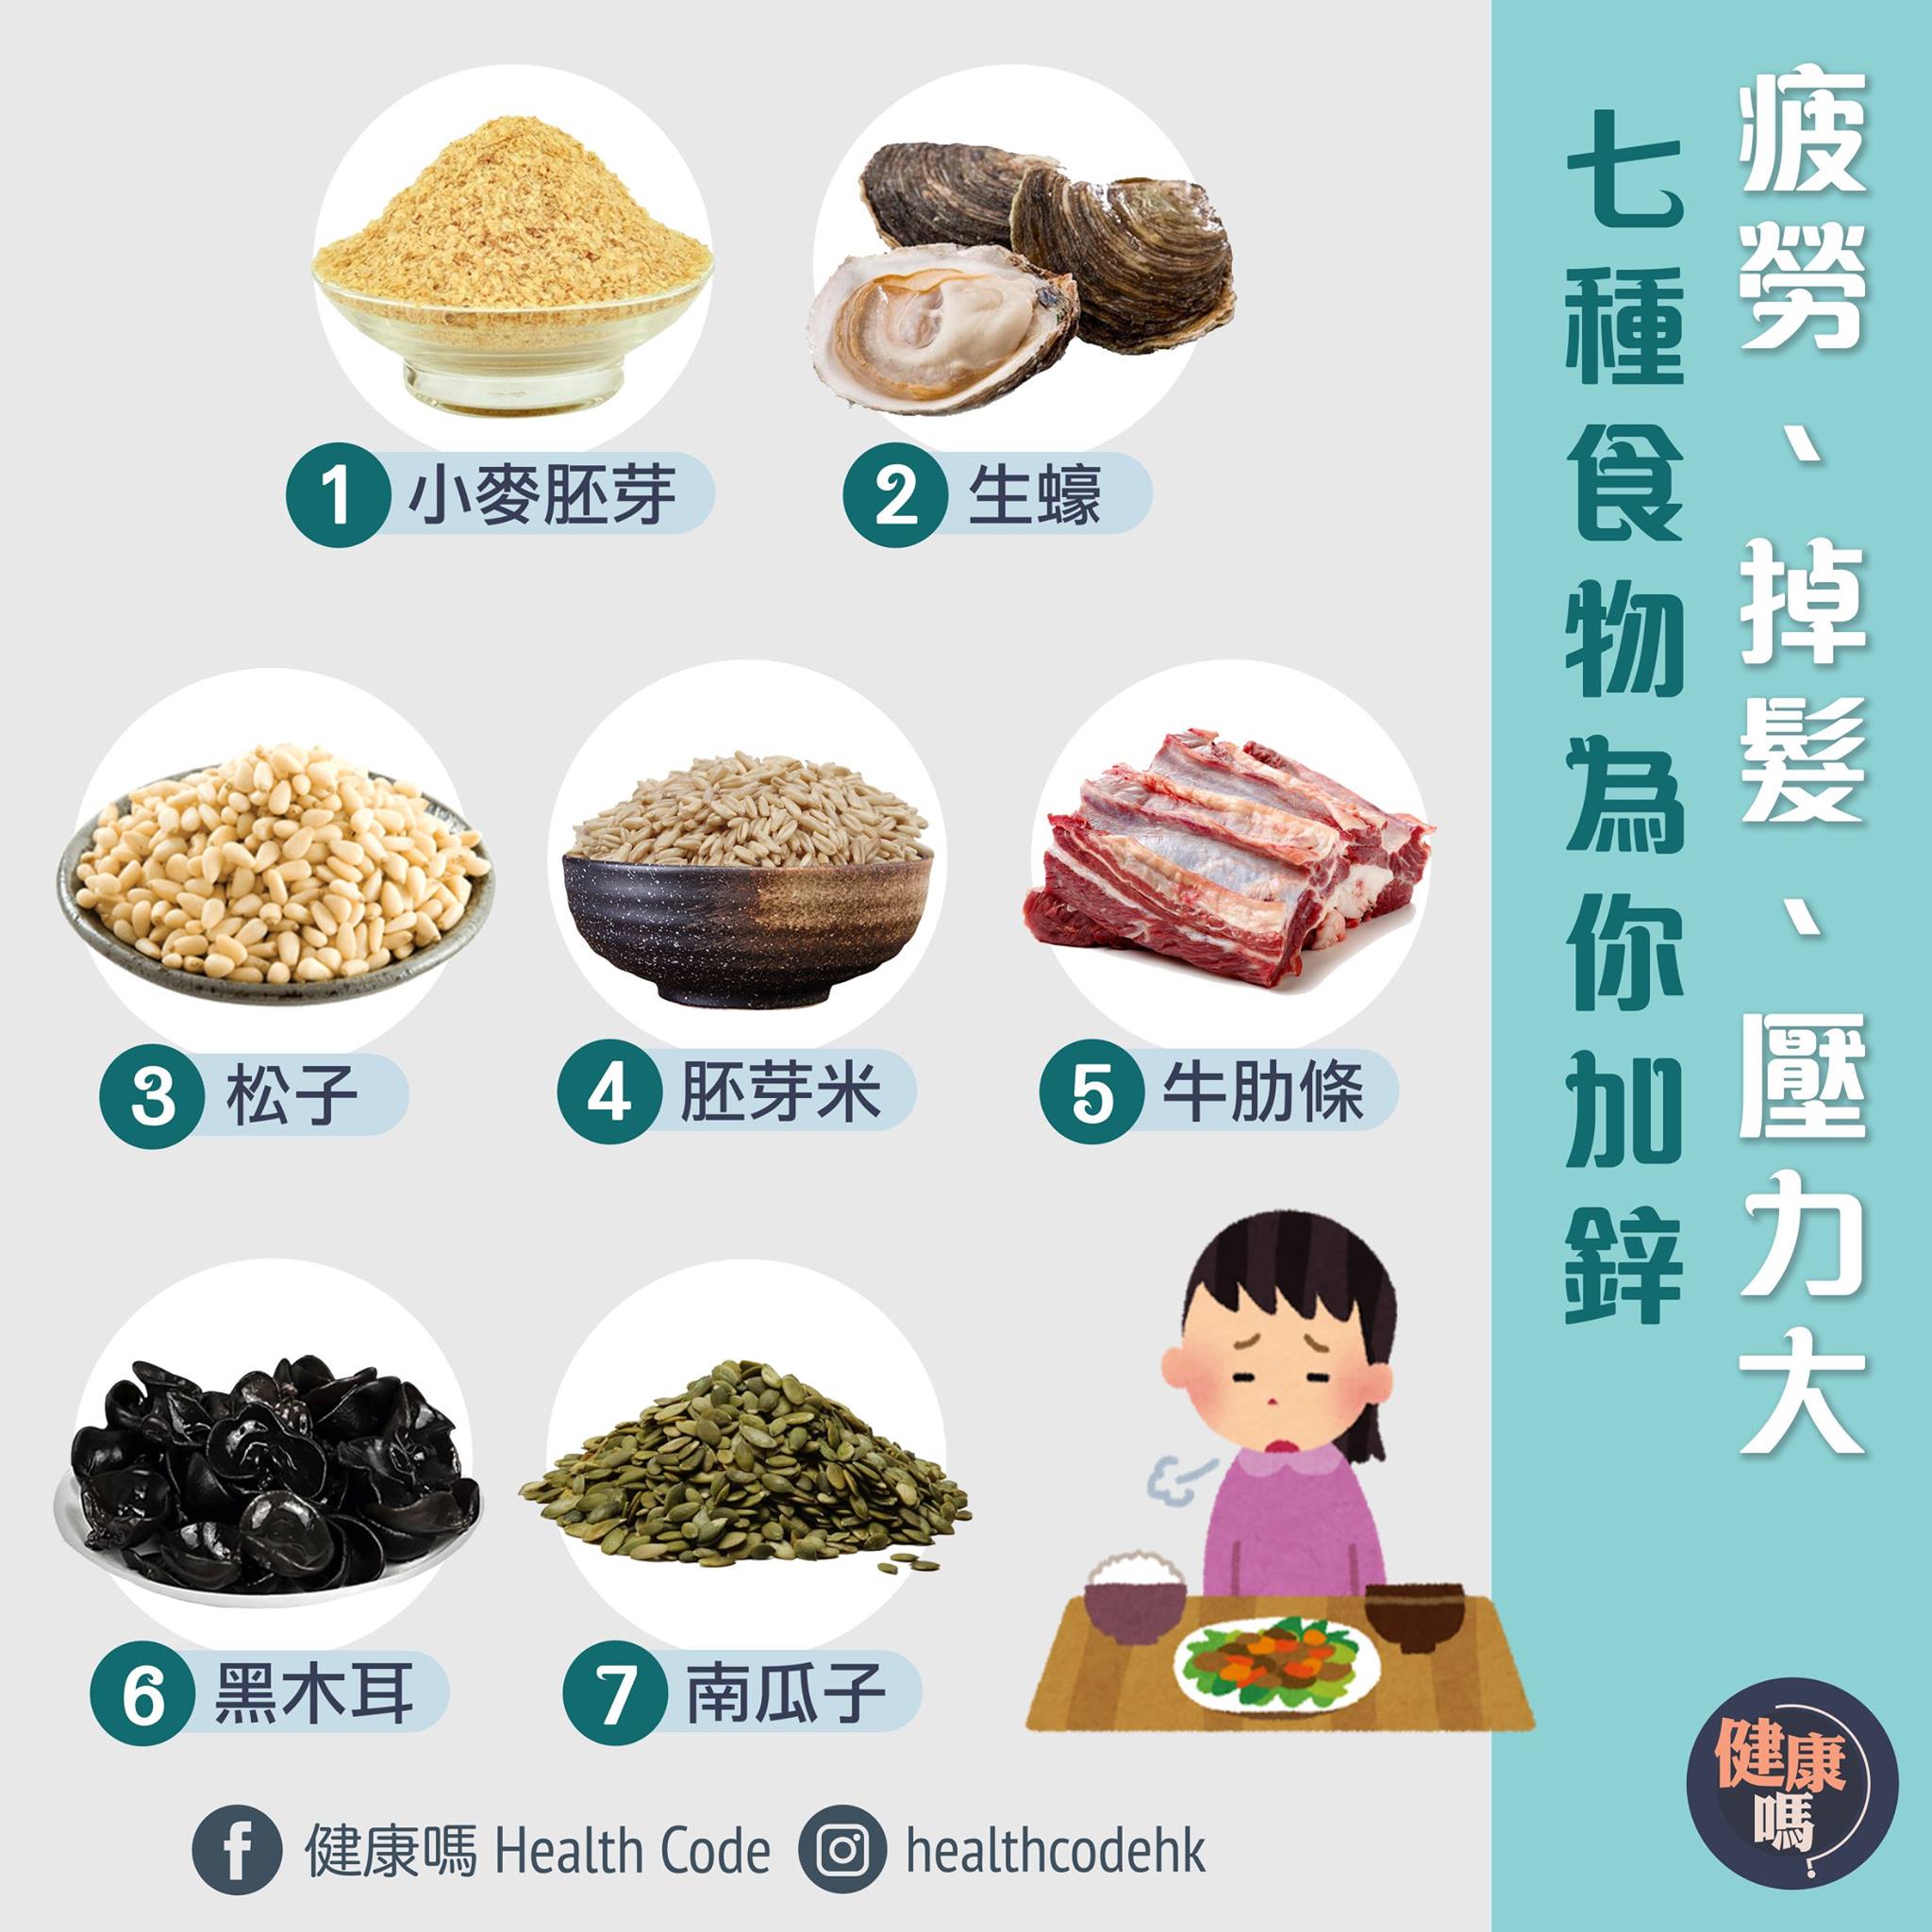 疲勞、掉髮、壓力大
七種食物為你加鋅
1 小麥胚芽
2 生蠔
3 松子
4 胚芽米
5 牛肋條
6 黑木耳
7 南瓜子
健康嗎 Health Code
healthcodehk
健康
嗎?